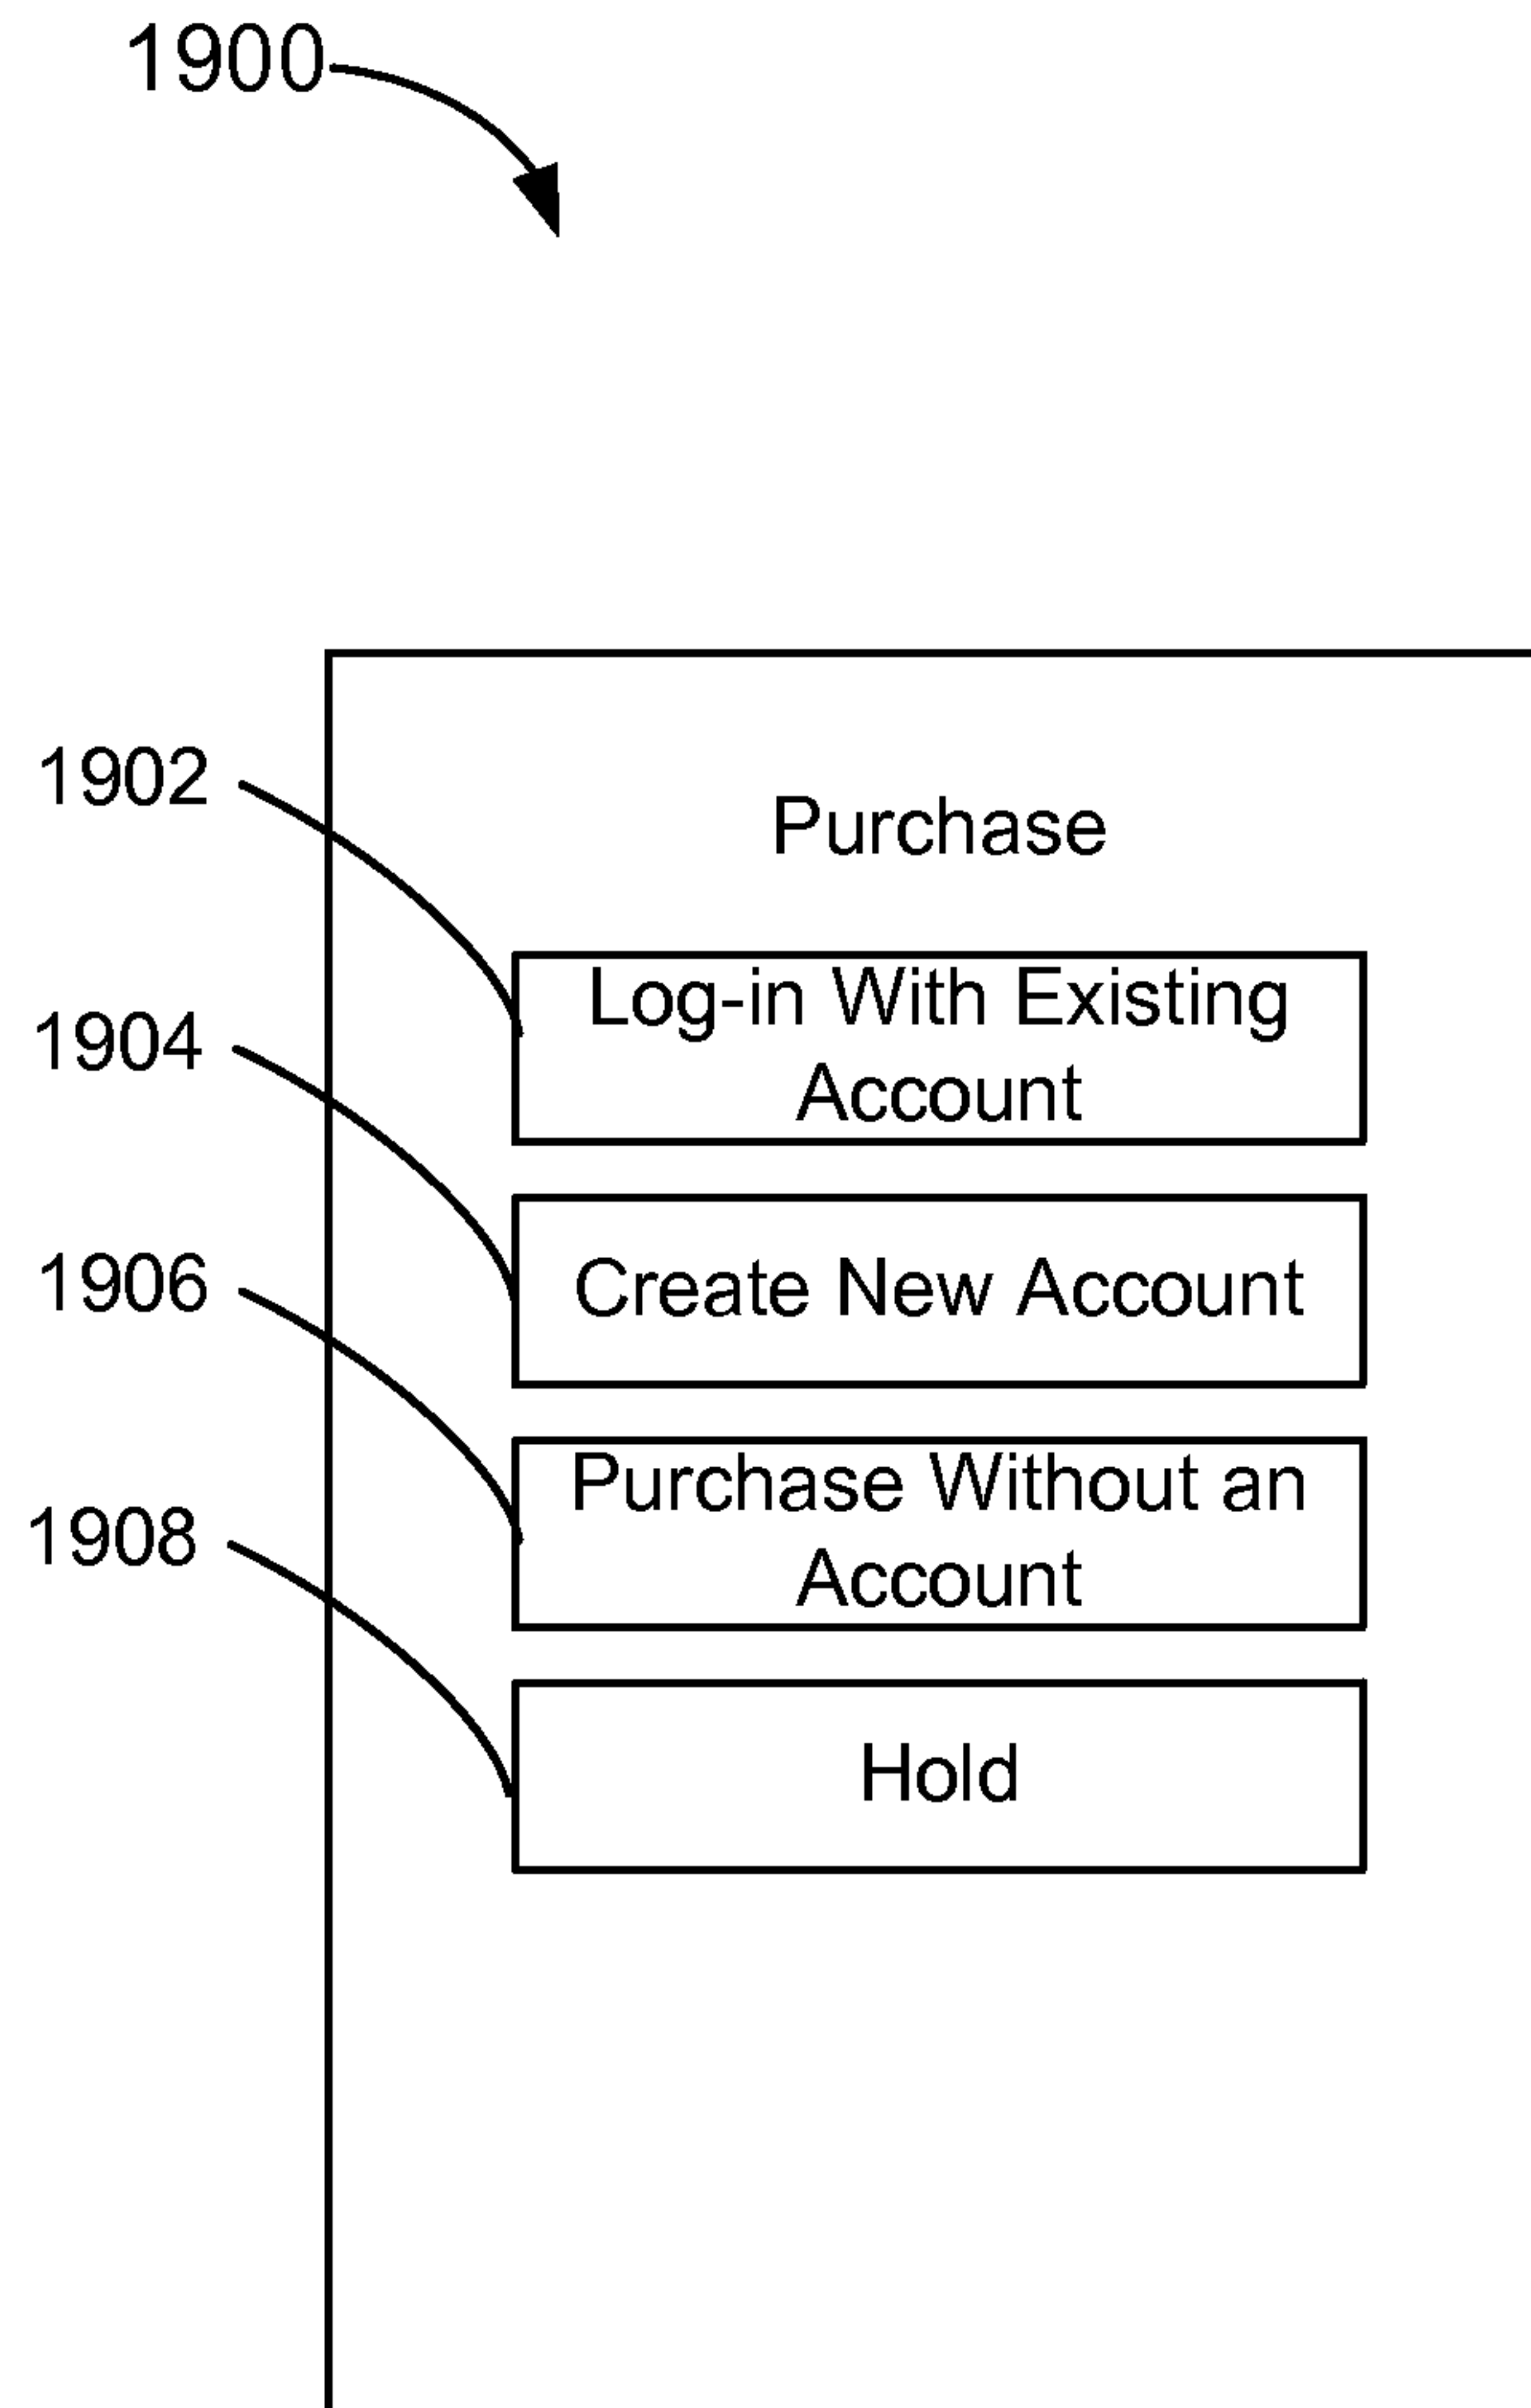 1900
1902
Purchase
Log-in With Existing
Account
1904
Create New Account
1906
Purchase Without an
Account
1908
Hold